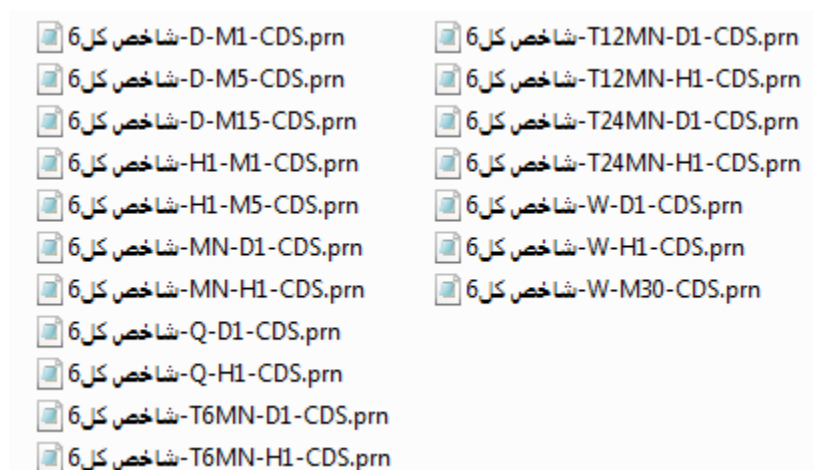 شاخص کل6-D-M1-CDS.prn
شاخص کل6-D-M5-CDS.prn
شاخص کل6-D-M15-CDS.prn
شاخص کل6-H1-M1-CDS.prn
شاخص کل6-H1-M5-CDS.prn
شاخص کل6-MN-D1-CDS.prn
شاخص کل6-MN-H1-CDS.prn
شاخص کل6-Q-D1-CDS.prn
شاخص کل6-Q-H1-CDS.prn
شاخص کل6-T6MN-D1-CDS.prn
شاخص کل6-T6MN-H1-CDS.prn
شاخص کل6-T12MN-D1-CDS.prn
شاخص کل6-T12MN-H1-CDS.prn
شاخص کل6-T24MN-D1-CDS.prn
شاخص کل6-T24MN-H1-CDS.prn
شاخص کل6-W-D1-CDS.prn
شاخص کل6-W-H1-CDS.prn
شاخص کل6-W-M30-CDS.prn